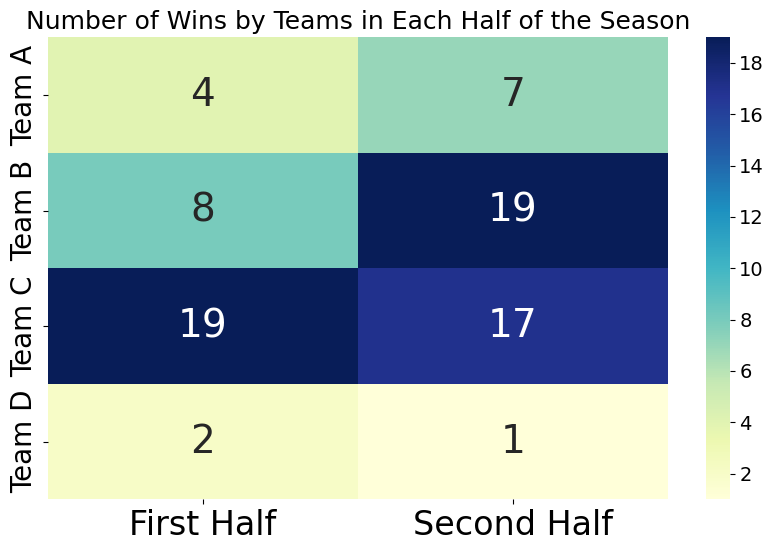 Number of Wins by Teams in Each Half of the Season
Team A
4
7
Team B
8
19
Team C
19
17
Team D
2
1
First Half
Second Half
18
16
14
12
10
8
6
4
2